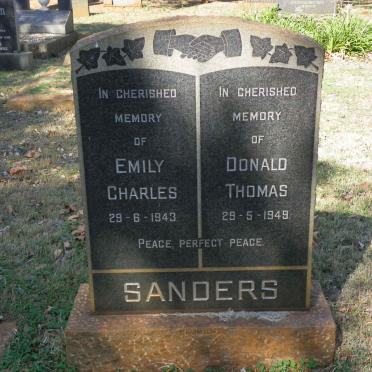 IN CHERISHED
MEMORY
OF
EMILY
CHARLES
29-6-1943
IN CHERISHED
MEMORY
OF
DONALD
THOMAS
29-5-1949
PEACE, PERFECT PEACE.
SANDERS